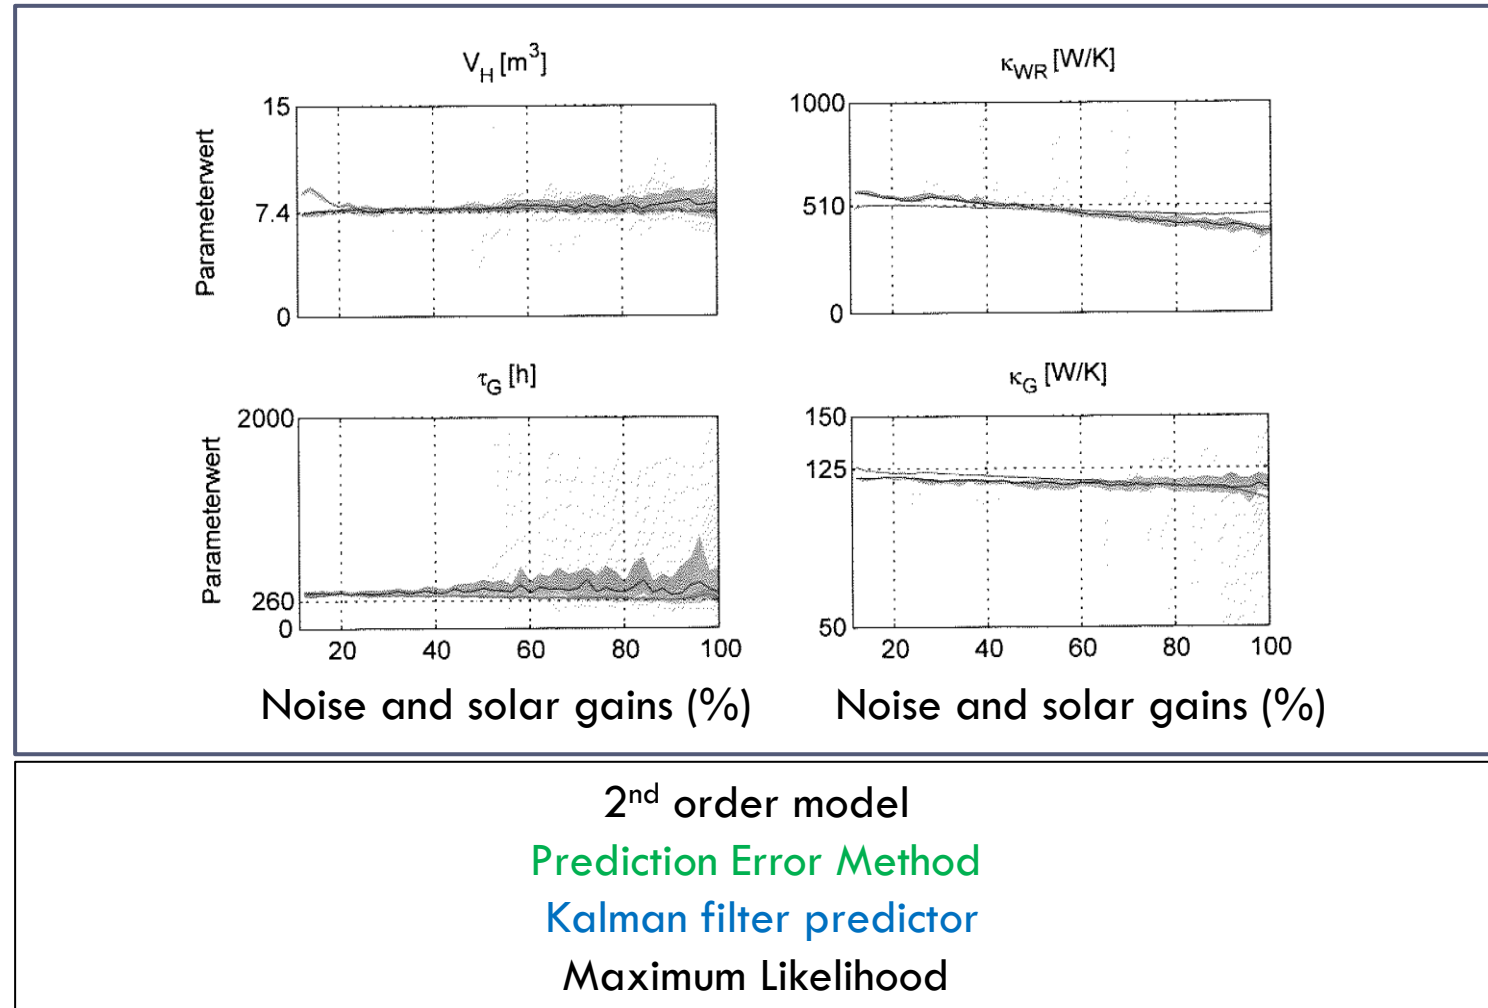 V_H [m³]
κ_WR [W/K]
15
7.4
0
Parameterwert
1000
510
0
τ_G [h]
κ_G [W/K]
2000
260
0
Parameterwert
20 40 60 80 100
150
125
50
20 40 60 80 100
Noise and solar gains (%)
Noise and solar gains (%)
2nd order model
Prediction Error Method
Kalman filter predictor
Maximum Likelihood